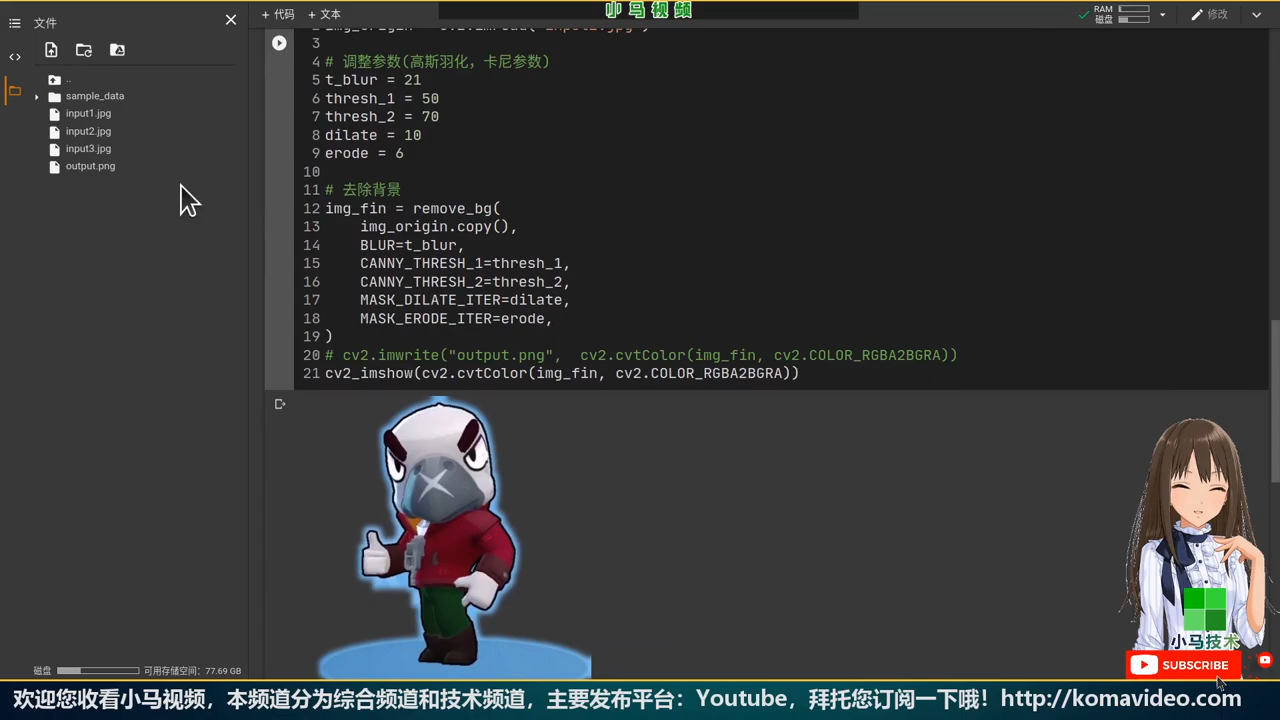 小马视频
文件
+ 代码 + 文本
RAM
磁盘
修改
..
sample_data
input1.jpg
input2.jpg
input3.jpg
output.png
3
4 # 调整参数(高斯羽化，卡尼参数)
5 t_blur = 21
6 thresh_1 = 50
7 thresh_2 = 70
8 dilate = 10
9 erode = 6
10
11 # 去除背景
12 img_fin = remove_bg(
13 img_origin.copy(),
14 BLUR=t_blur,
15 CANNY_THRESH_1=thresh_1,
16 CANNY_THRESH_2=thresh_2,
17 MASK_DILATE_ITER=dilate,
18 MASK_ERODE_ITER=erode,
19 )
20 # cv2.imwrite("output.png",  cv2.cvtColor(img_fin, cv2.COLOR_RGBA2BGRA))
21 cv2_imshow(cv2.cvtColor(img_fin, cv2.COLOR_RGBA2BGRA))
小马技术
SUBSCRIBE
磁盘 可用存储空间：77.69 GB
欢迎您收看小马视频，本频道分为综合频道和技术频道，主要发布平台：Youtube，拜托您订阅一下哦！http://komavideo.com